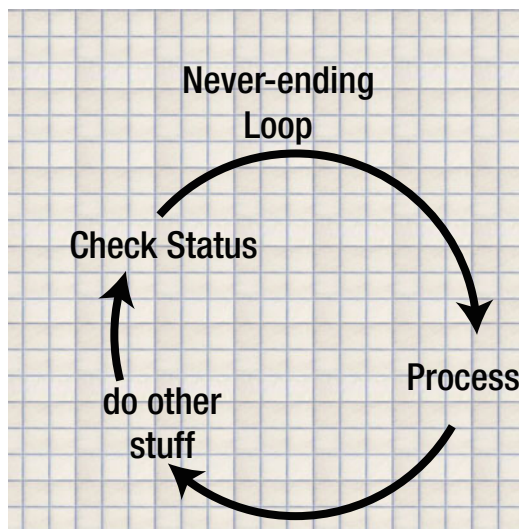 Never-ending
Loop
Check Status
Process
do other
stuff